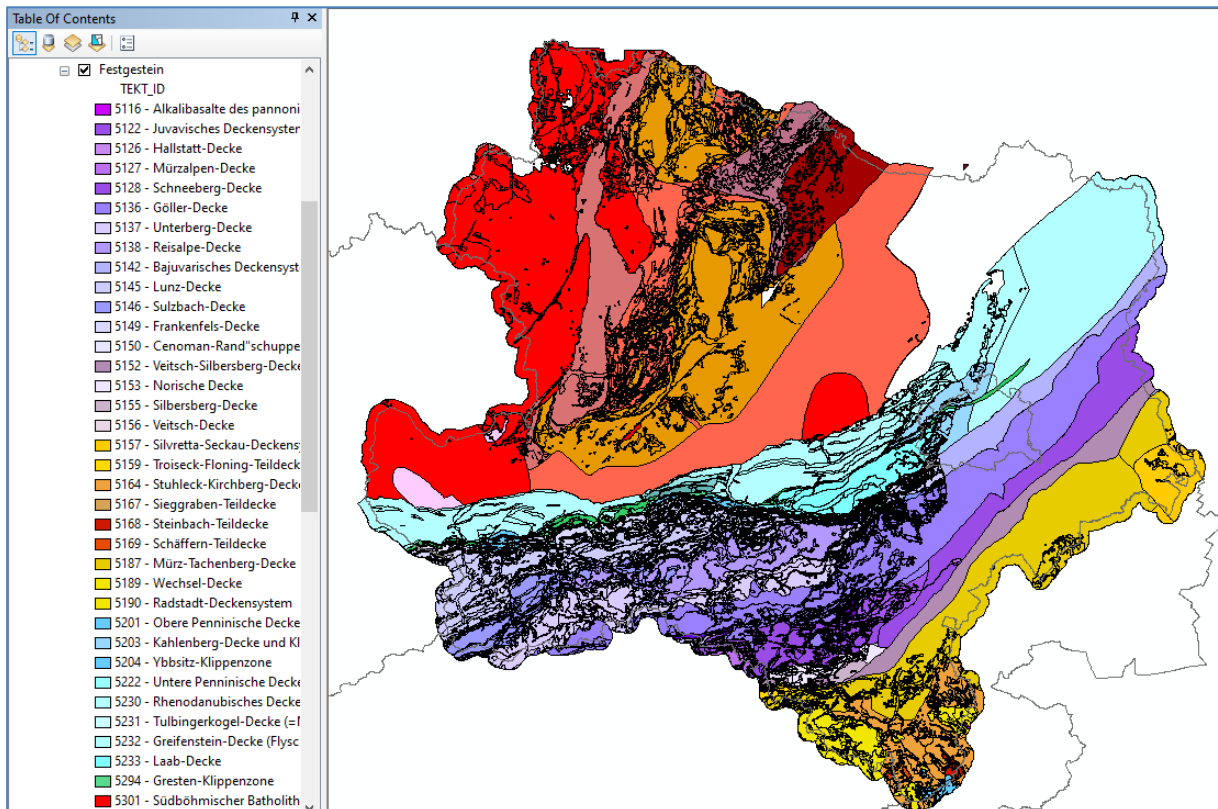 Table Of Contents
Festgestein
TEKT_ID
5116 - Alkalibasalte des pannoni
5122 - Juvavisches Deckensystem
5126 - Hallstatt-Decke
5127 - Mürzalpen-Decke
5128 - Schneeberg-Decke
5136 - Göller-Decke
5137 - Unterberg-Decke
5138 - Reisalpe-Decke
5142 - Bajuvarisches Deckensyst
5145 - Lunz-Decke
5146 - Sulzbach-Decke
5149 - Frankenfels-Decke
5150 - Cenoman-Rand"schuppe
5152 - Veitsch-Silbersberg-Decke
5153 - Norische Decke
5155 - Silbersberg-Decke
5156 - Veitsch-Decke
5157 - Silvretta-Seckau-Deckensy
5159 - Troiseck-Floning-Teildeck
5164 - Stuhleck-Kirchberg-Decke
5167 - Sieggraben-Teildecke
5168 - Steinbach-Teildecke
5169 - Schäffern-Teildecke
5187 - Mürz-Tachenberg-Decke
5189 - Wechsel-Decke
5190 - Radstadt-Deckensystem
5201 - Obere Penninische Decke
5203 - Kahlenberg-Decke und Kl
5204 - Ybbsitz-Klippenzone
5222 - Untere Penninische Decke
5230 - Rhenodanubisches Decke
5231 - Tulbingerkogel-Decke (=N
5232 - Greifenstein-Decke (Flysc
5233 - Laab-Decke
5294 - Gresten-Klippenzone
5301 - Südböhmischer Batholith